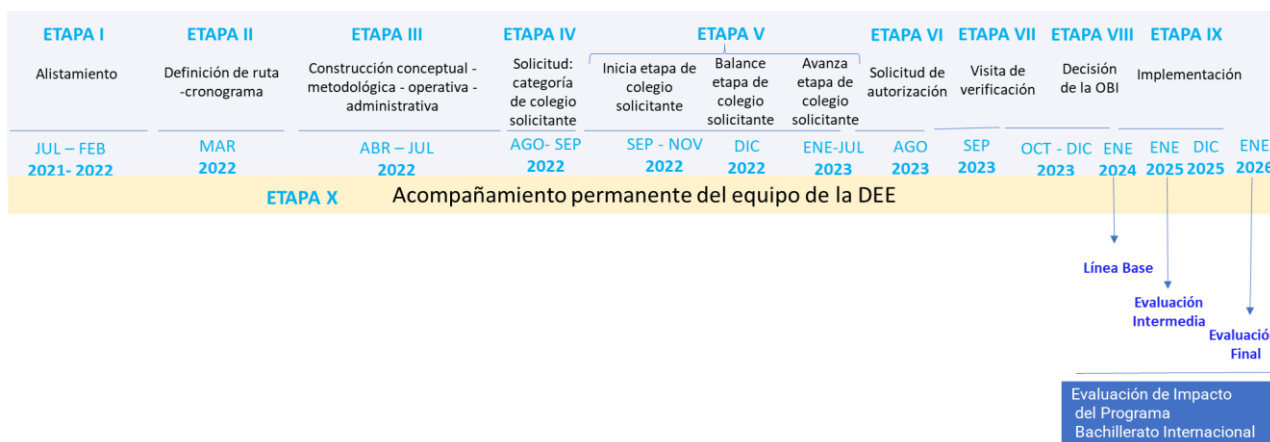 ETAPA I ETAPA II ETAPA III ETAPA IV ETAPA V ETAPA VI ETAPA VII ETAPA VIII ETAPA IX
Alistamiento
Definición de ruta
-cronograma
Construcción conceptual -
metodológica - operativa -
administrativa
Solicitud:
categoría
de colegio
solicitante
Inicia etapa de
colegio
solicitante
Balance
etapa de
colegio
solicitante
Avanza
etapa de
colegio
solicitante
Solicitud de
autorización
Visita de
verificación
Decisión
de la OBI
Implementación
JUL – FEB MAR ABR – JUL AGO- SEP SEP - NOV DIC ENE-JUL AGO SEP OCT - DIC ENE ENE DIC ENE
2021- 2022 2022 2022 2022 2022 2022 2023 2023 2023 2023 2024 2025 2025 2026
ETAPA X Acompañamiento permanente del equipo de la DEE
Línea Base
Evaluación
Intermedia
Evaluació
Final
Evaluación de Impacto
del Programa
Bachillerato Internacional